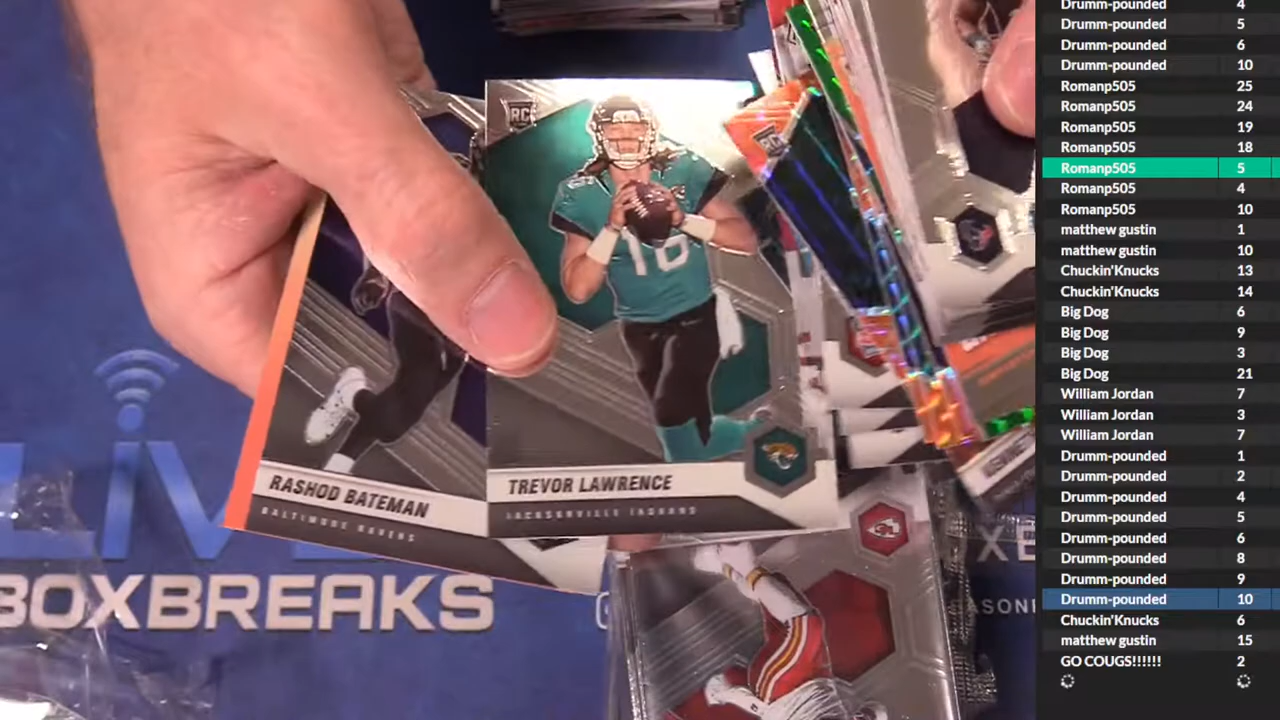 RC
16
RASHOD BATEMAN
BALTIMORE RAVENS
TREVOR LAWRENCE
LIV
BOXBREAKS
Drumm-pounded 4
Drumm-pounded 5
Drumm-pounded 6
Drumm-pounded 10
Romanp505 25
Romanp505 24
Romanp505 19
Romanp505 18
Romanp505 5
Romanp505 4
Romanp505 10
matthew gustin 1
matthew gustin 10
Chuckin'Knucks 13
Chuckin'Knucks 14
Big Dog 6
Big Dog 9
Big Dog 3
Big Dog 21
William Jordan 7
William Jordan 3
William Jordan 7
Drumm-pounded 1
Drumm-pounded 2
Drumm-pounded 4
Drumm-pounded 5
Drumm-pounded 6
Drumm-pounded 8
Drumm-pounded 9
Drumm-pounded 10
Chuckin'Knucks 6
matthew gustin 15
GO COUGS!!!!!! 2